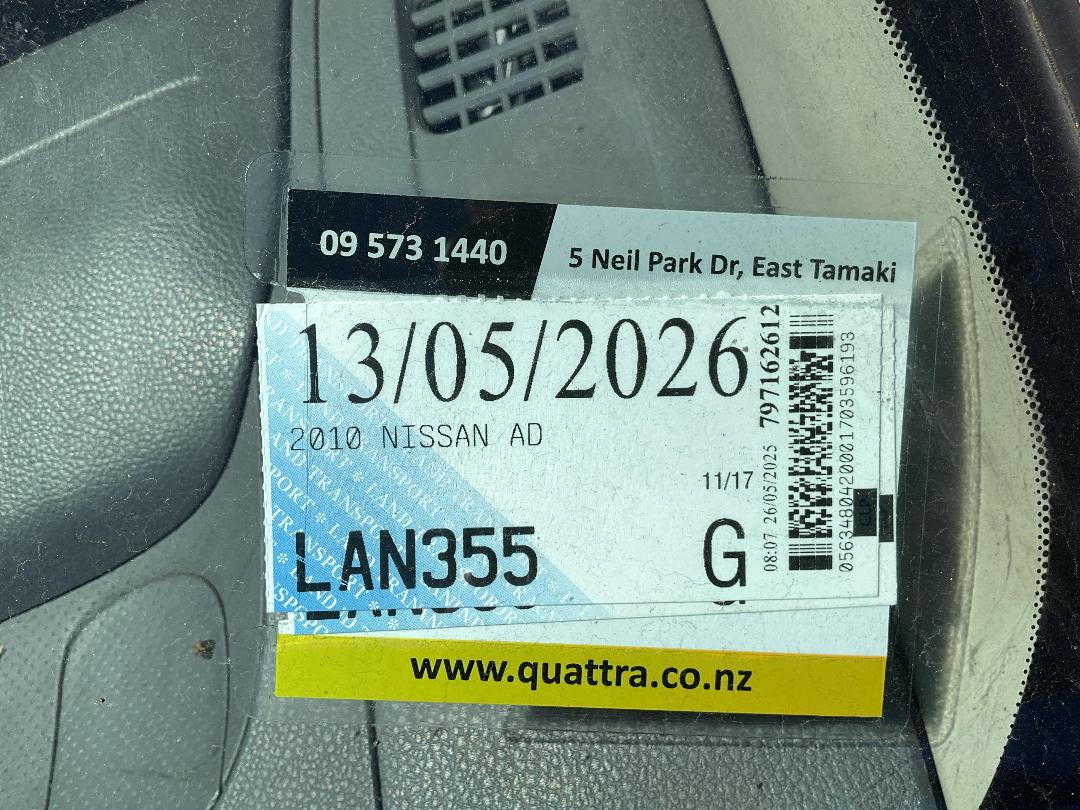 09 573 1440
5 Neil Park Dr, East Tamaki
13/05/2026
2010 NISSAN AD
11/17
LAN355 G
08:07 26/05/2025 797162612
0563480420001703596193
www.quattra.co.nz